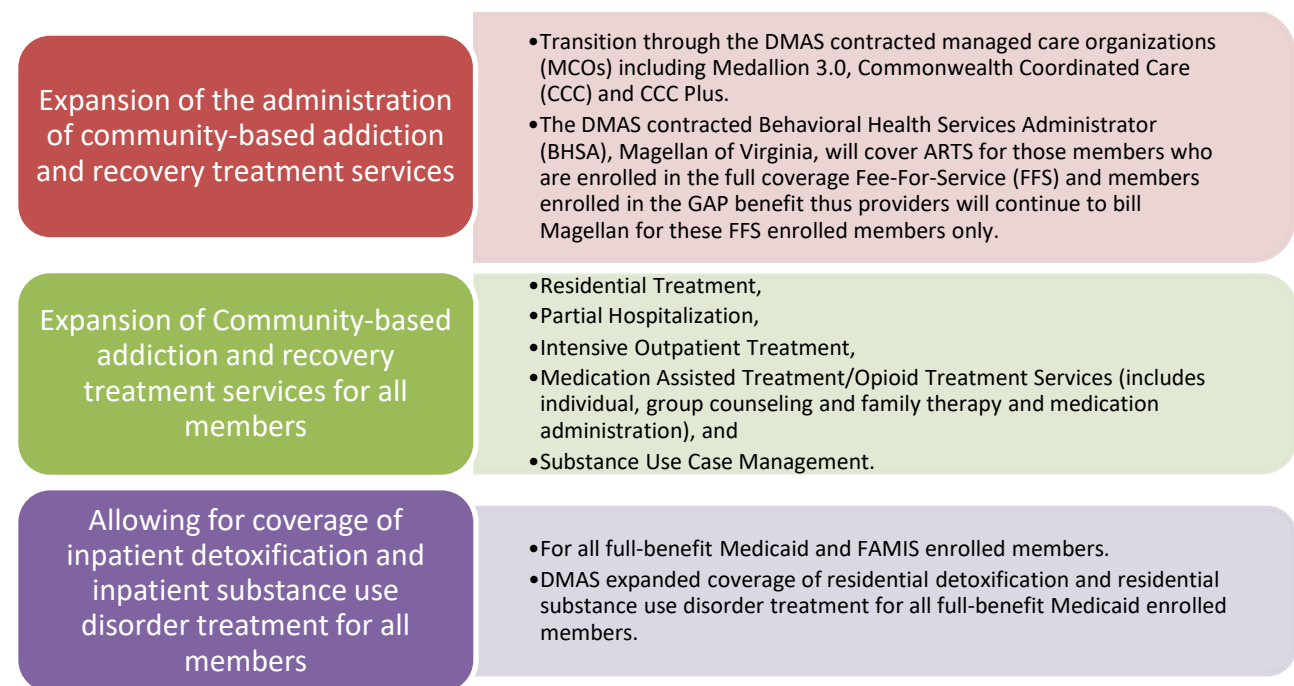 Expansion of the administration
of community-based addiction
and recovery treatment services
•Transition through the DMAS contracted managed care organizations
(MCOs) including Medallion 3.0, Commonwealth Coordinated Care
(CCC) and CCC Plus.
•The DMAS contracted Behavioral Health Services Administrator
(BHSA), Magellan of Virginia, will cover ARTS for those members who
are enrolled in the full coverage Fee-For-Service (FFS) and members
enrolled in the GAP benefit thus providers will continue to bill
Magellan for these FFS enrolled members only.
Expansion of Community-based
addiction and recovery
treatment services for all
members
•Residential Treatment,
•Partial Hospitalization,
•Intensive Outpatient Treatment,
•Medication Assisted Treatment/Opioid Treatment Services (includes
individual, group counseling and family therapy and medication
administration), and
•Substance Use Case Management.
Allowing for coverage of
inpatient detoxification and
inpatient substance use
disorder treatment for all
members
•For all full-benefit Medicaid and FAMIS enrolled members.
•DMAS expanded coverage of residential detoxification and residential
substance use disorder treatment for all full-benefit Medicaid enrolled
members.